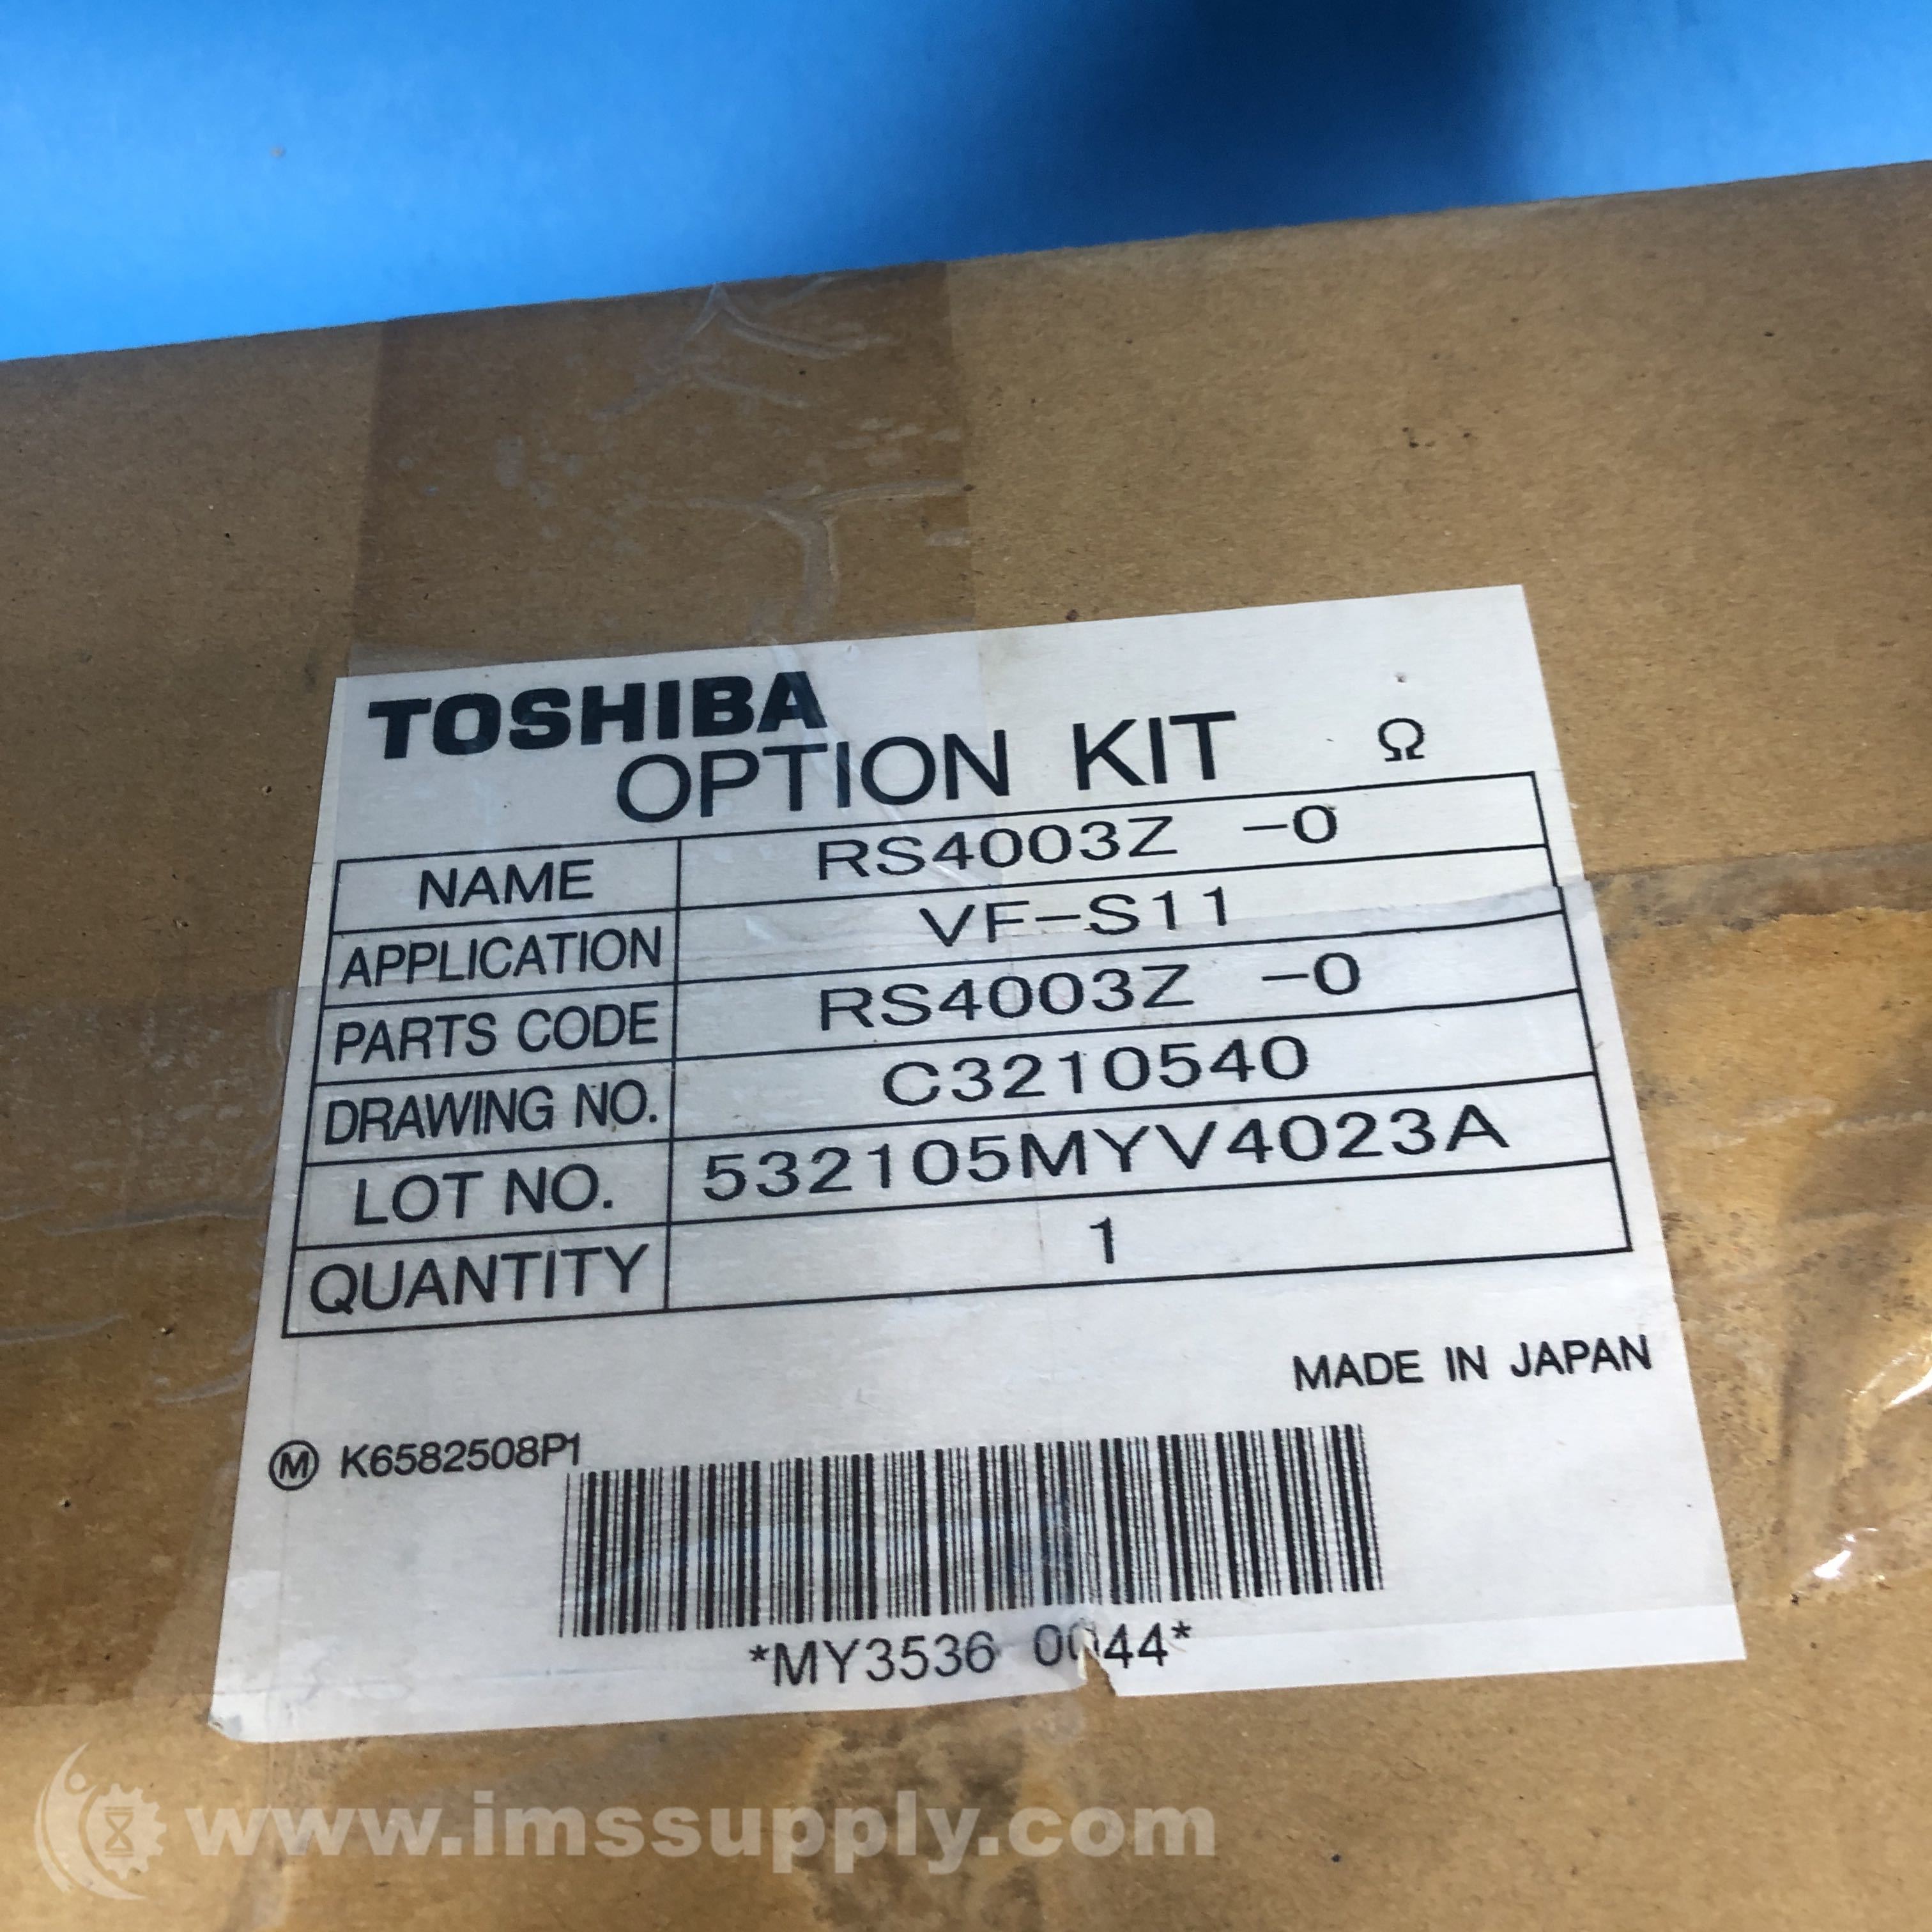 TOSHIBA
OPTION KIT Ω
NAME RS4003Z -0
APPLICATION VF-S11
PARTS CODE RS4003Z -0
DRAWING NO. C3210540
LOT NO. 532105MYV4023A
QUANTITY 1
MADE IN JAPAN
Ⓜ K6582508P1
*MY3536 0044*
www.imssupply.com